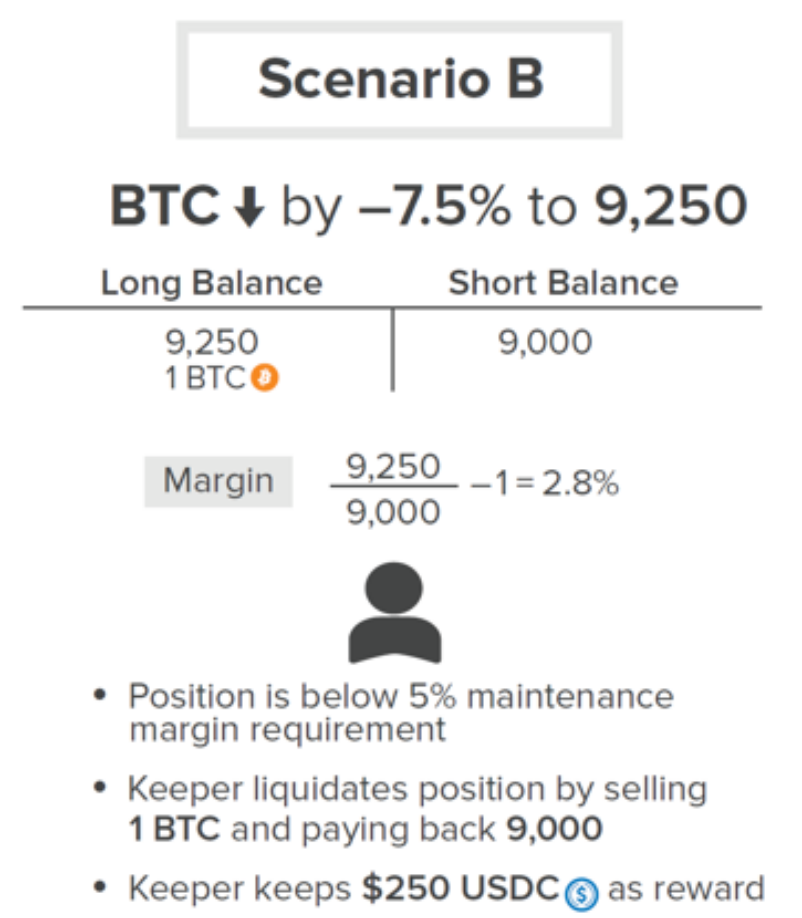 Scenario B
BTC ↓ by –7.5% to 9,250
Long Balance Short Balance
9,250 9,000
1 BTC
Margin 9,250 / 9,000 –1 = 2.8%
• Position is below 5% maintenance
margin requirement
• Keeper liquidates position by selling
1 BTC and paying back 9,000
• Keeper keeps $250 USDC $ as reward